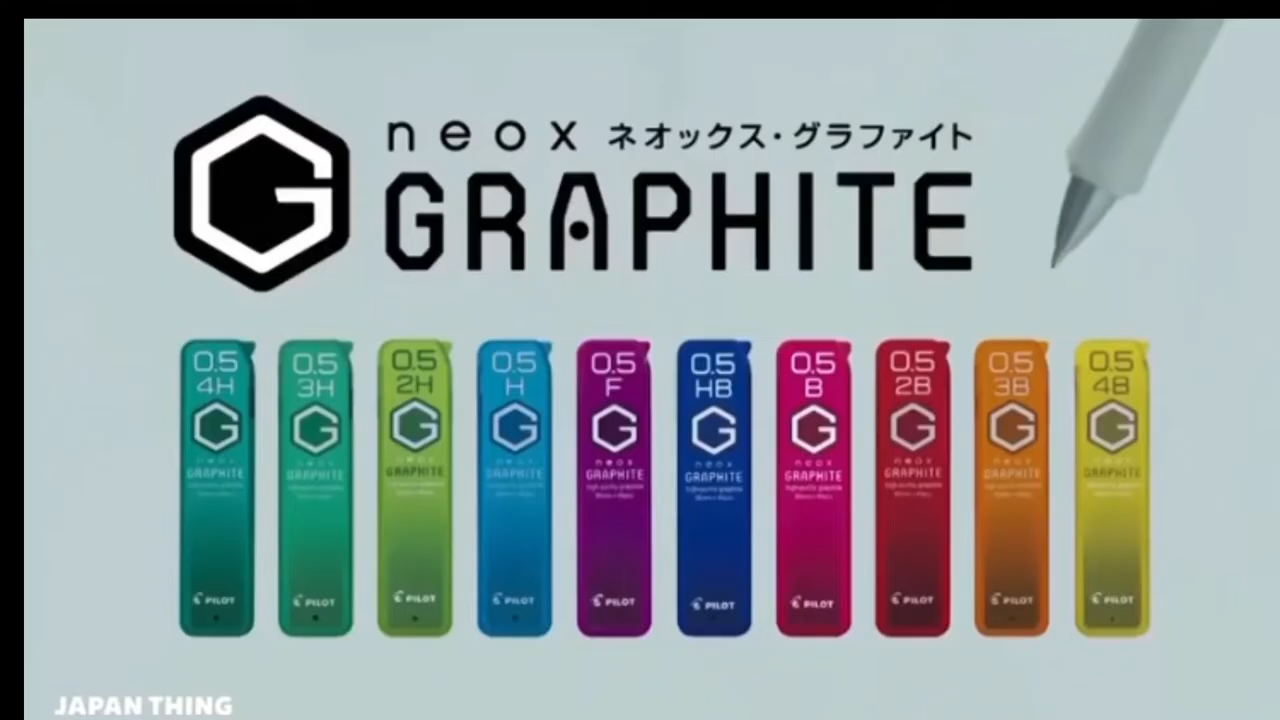 neox ネオックス・グラファイト
GRAPHITE
0.5 0.5 0.5 0.5 0.5 0.5 0.5 0.5 0.5 0.5
4H 3H 2H H F HB B 2B 3B 4B
G G G G G G G G G G
neox neox neox neox neox neox neox neox neox neox
GRAPHITE GRAPHITE GRAPHITE GRAPHITE GRAPHITE GRAPHITE GRAPHITE GRAPHITE GRAPHITE GRAPHITE
PILOT PILOT PILOT PILOT PILOT PILOT PILOT PILOT PILOT PILOT
JAPAN THING